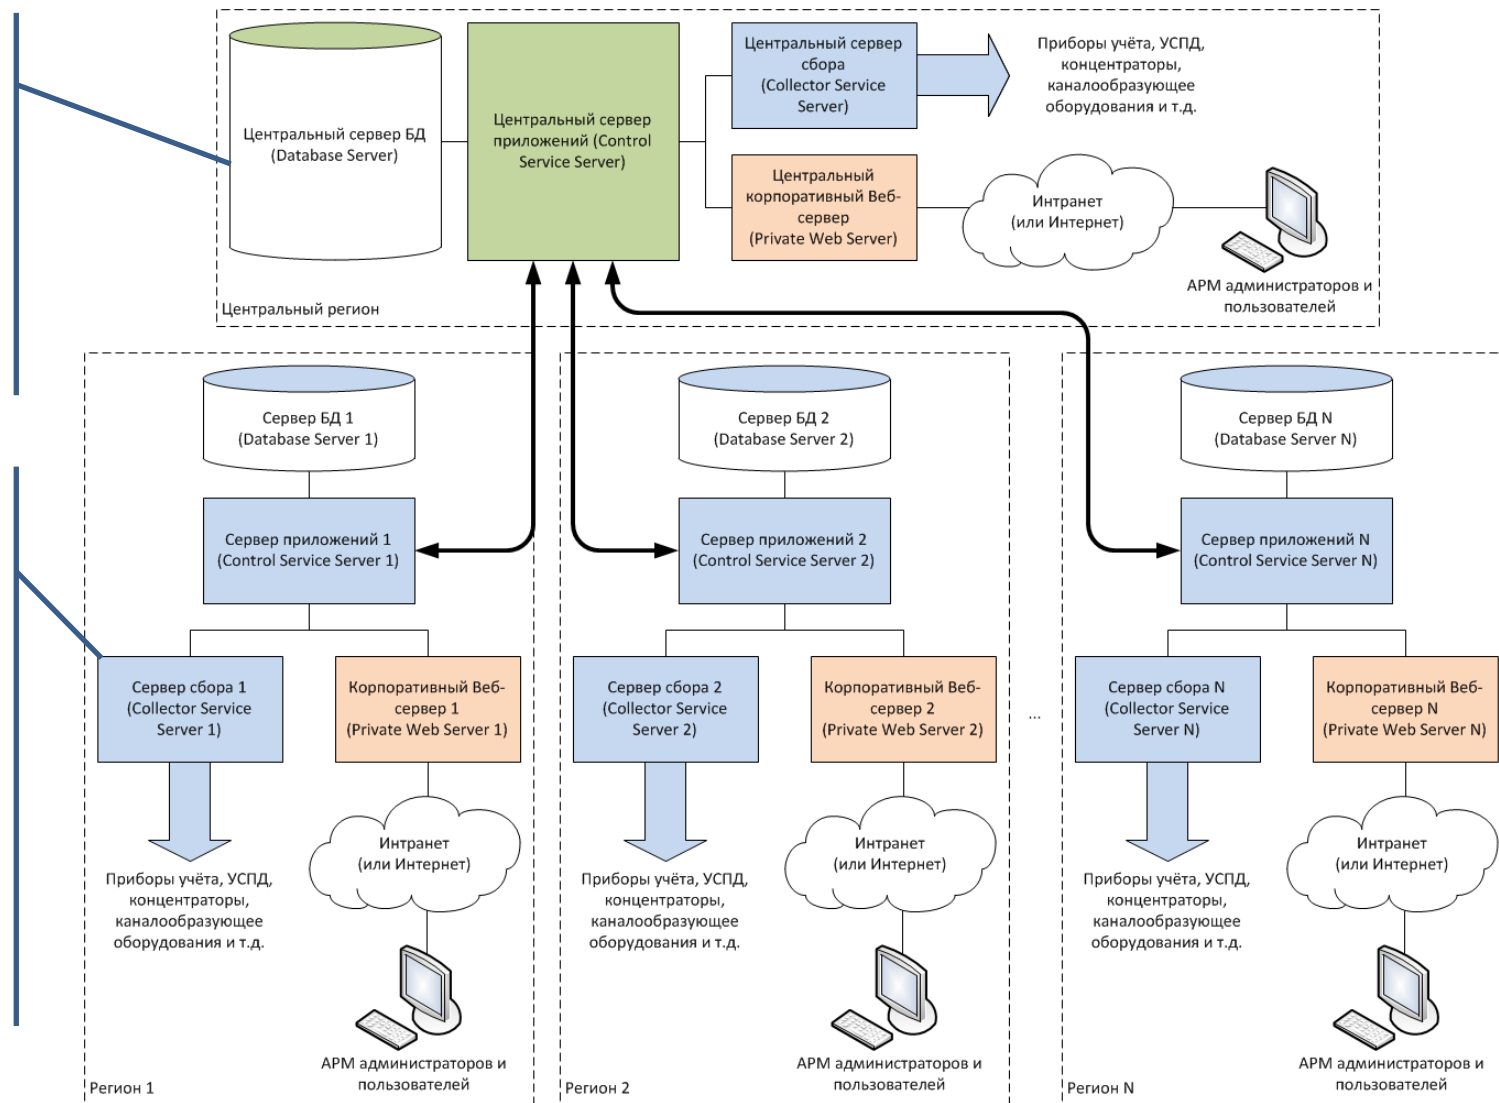 Центральный сервер БД
(Database Server)
Центральный сервер
приложений (Control
Service Server)
Центральный сервер
сбора
(Collector Service
Server)
Приборы учёта, УСПД,
концентраторы,
каналообразующее
оборудования и т.д.
Центральный
корпоративный Веб-
сервер
(Private Web Server)
Интранет
(или Интернет)
АРМ администраторов и
пользователей
Центральный регион
Сервер БД 1
(Database Server 1)
Сервер приложений 1
(Control Service Server 1)
Сервер сбора 1
(Collector Service
Server 1)
Корпоративный Веб-
сервер 1
(Private Web Server 1)
Интранет
(или Интернет)
Приборы учёта, УСПД,
концентраторы,
каналообразующее
оборудования и т.д.
АРМ администраторов и
пользователей
Регион 1
Сервер БД 2
(Database Server 2)
Сервер приложений 2
(Control Service Server 2)
Сервер сбора 2
(Collector Service
Server 2)
Корпоративный Веб-
сервер 2
(Private Web Server 2)
Интранет
(или Интернет)
Приборы учёта, УСПД,
концентраторы,
каналообразующее
оборудования и т.д.
АРМ администраторов и
пользователей
Регион 2
...
Сервер БД N
(Database Server N)
Сервер приложений N
(Control Service Server N)
Сервер сбора N
(Collector Service
Server N)
Корпоративный Веб-
сервер N
(Private Web Server N)
Интранет
(или Интернет)
Приборы учёта, УСПД,
концентраторы,
каналообразующее
оборудования и т.д.
АРМ администраторов и
пользователей
Регион N